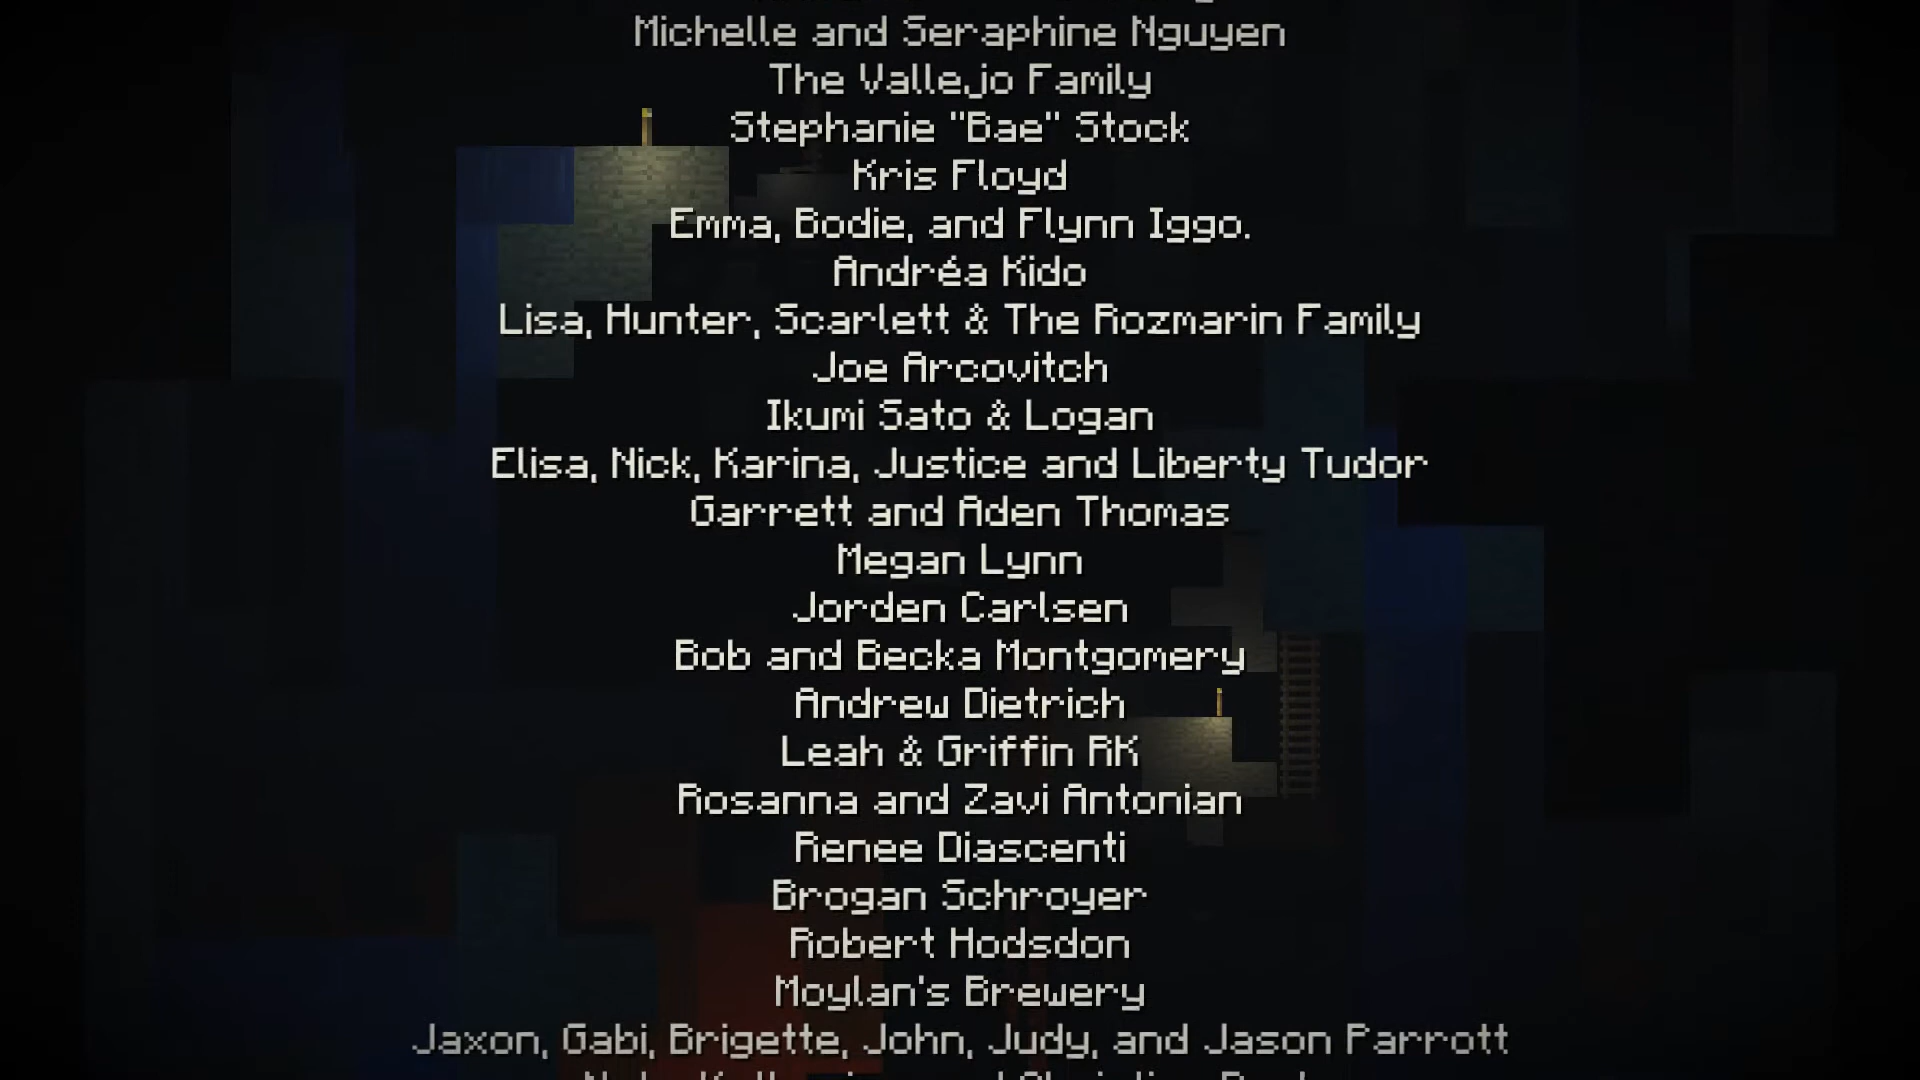 Michelle and Seraphine Nguyen
The Vallejo Family
Stephanie "Bae" Stock
Kris Floyd
Emma, Bodie, and Flynn Iggo.
Andréa Kido
Lisa, Hunter, Scarlett & The Rozmarin Family
Joe Arcovitch
Ikumi Sato & Logan
Elisa, Nick, Karina, Justice and Liberty Tudor
Garrett and Aden Thomas
Megan Lynn
Jorden Carlsen
Bob and Becka Montgomery
Andrew Dietrich
Leah & Griffin RK
Rosanna and Zavi Antonian
Renee Diascenti
Brogan Schroyer
Robert Hodsdon
Moylan's Brewery
Jaxon, Gabi, Brigette, John, Judy, and Jason Parrott